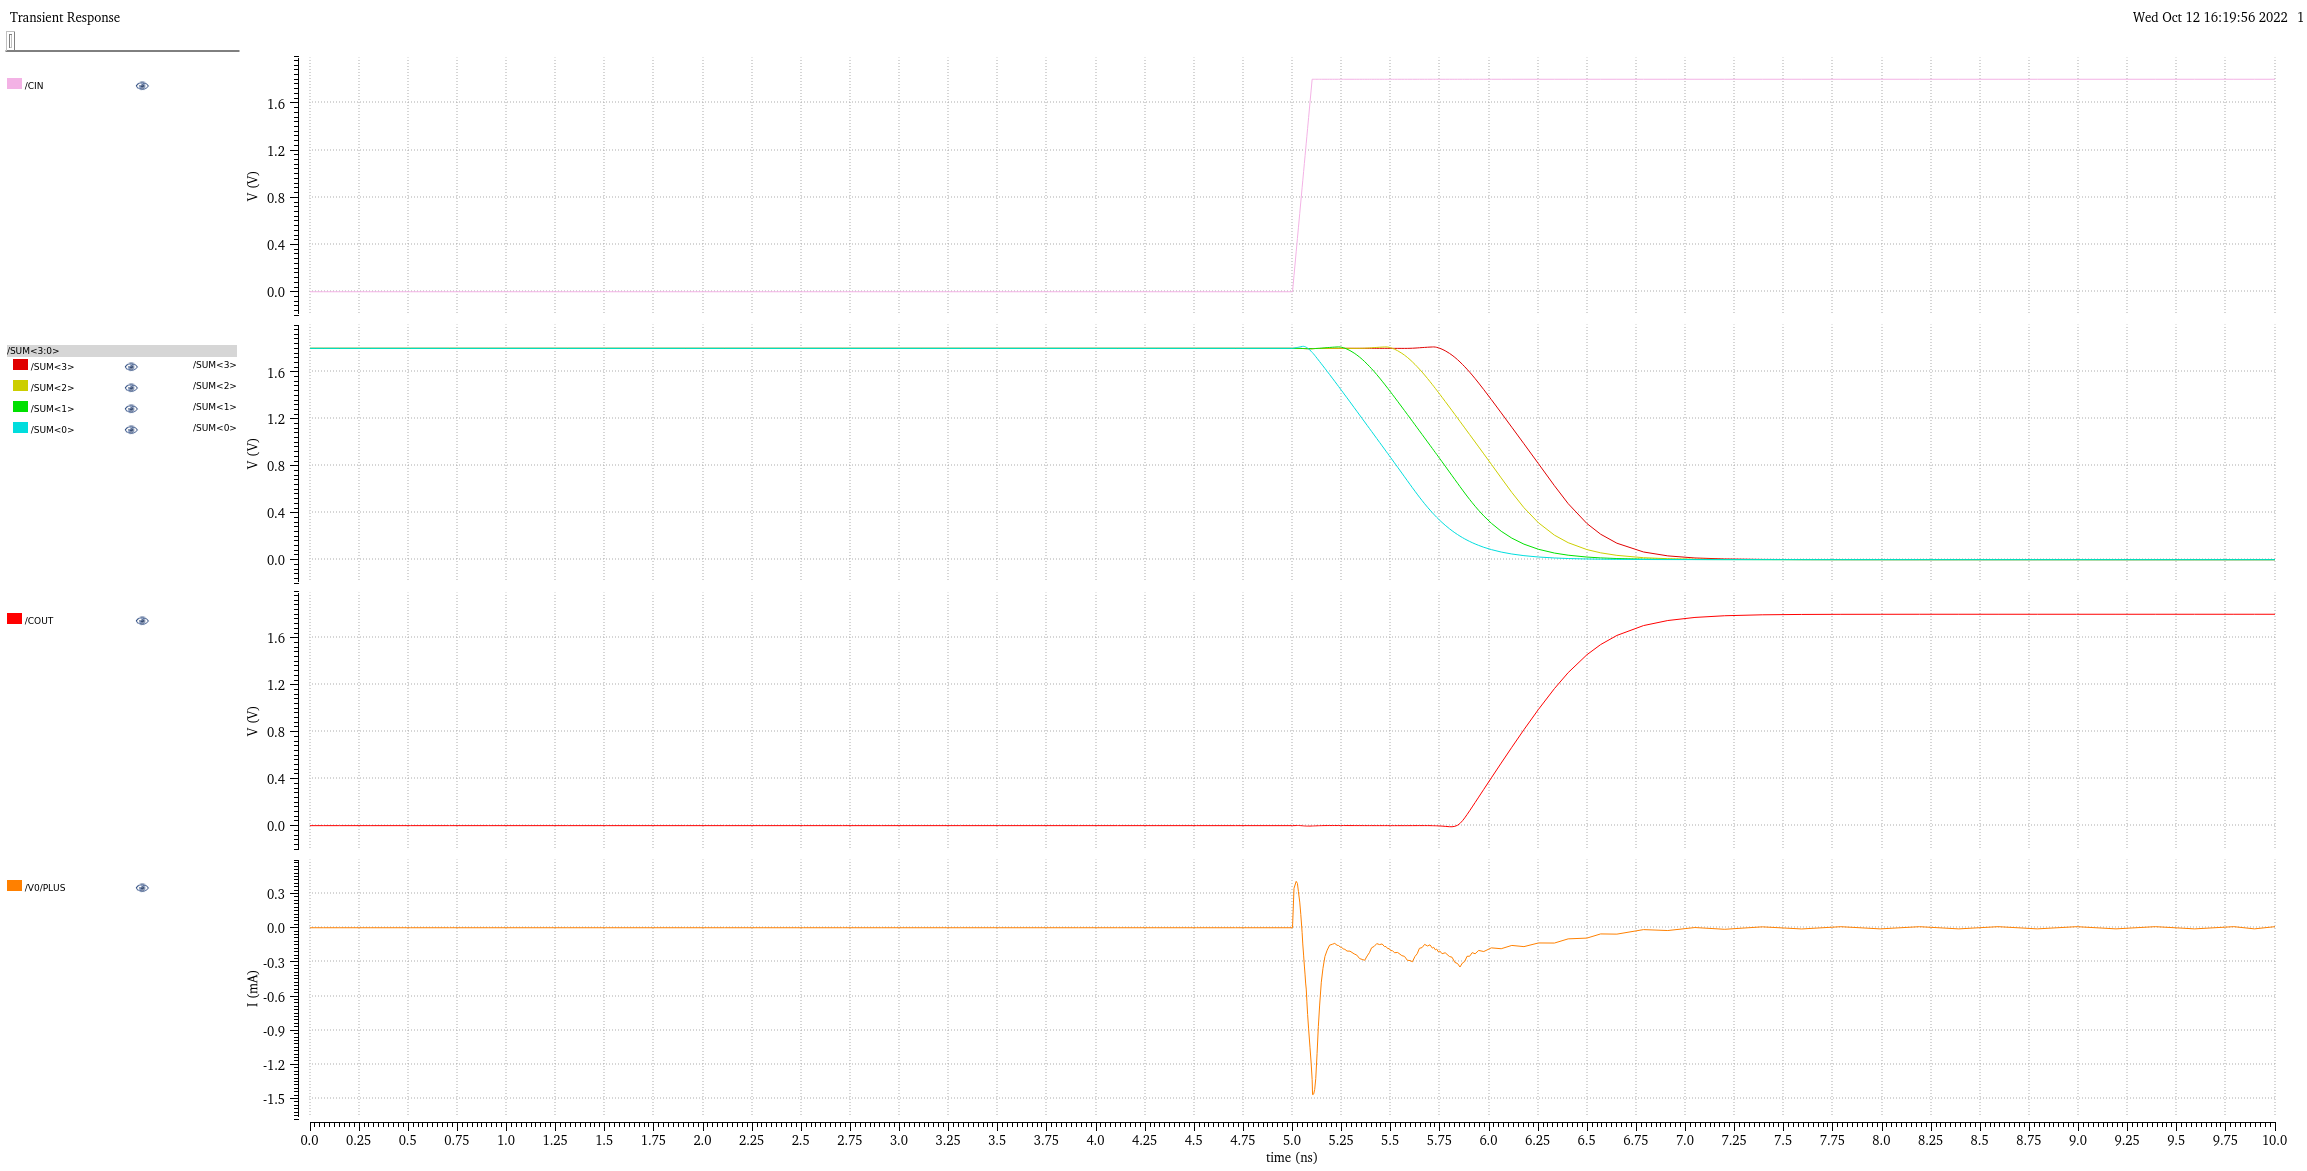 Transient Response
Wed Oct 12 16:19:56 2022 1
/CIN
1.6
1.2
0.8
0.4
0.0
V (V)
/SUM<3:0>
/SUM<3> /SUM<3>
/SUM<2> /SUM<2>
/SUM<1> /SUM<1>
/SUM<0> /SUM<0>
1.6
1.2
0.8
0.4
0.0
V (V)
/COUT
1.6
1.2
0.8
0.4
0.0
V (V)
/V0/PLUS
0.3
0.0
-0.3
-0.6
-0.9
-1.2
-1.5
I (mA)
0.0 0.25 0.5 0.75 1.0 1.25 1.5 1.75 2.0 2.25 2.5 2.75 3.0 3.25 3.5 3.75 4.0 4.25 4.5 4.75 5.0 5.25 5.5 5.75 6.0 6.25 6.5 6.75 7.0 7.25 7.5 7.75 8.0 8.25 8.5 8.75 9.0 9.25 9.5 9.75 10.0
time (ns)